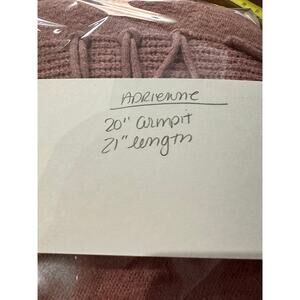 ADRIENNE
20" armpit
21" length